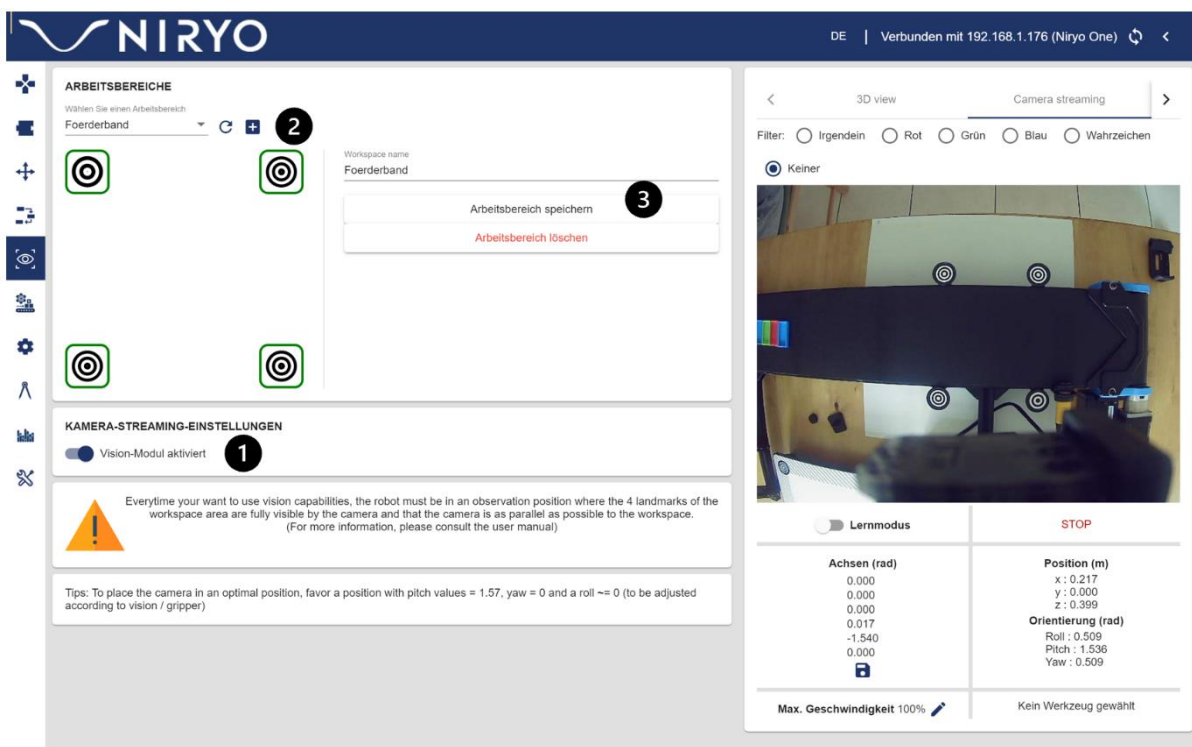 NIRYO
DE | Verbunden mit 192.168.1.176 (Niryo One)
ARBEITSBEREICHE
Wählen Sie einen Arbeitsbereich
Foerderband
2
Workspace name
Foerderband
Arbeitsbereich speichern
3
Arbeitsbereich löschen
KAMERA-STREAMING-EINSTELLUNGEN
Vision-Modul aktiviert
1
Everytime your want to use vision capabilities, the robot must be in an observation position where the 4 landmarks of the
workspace area are fully visible by the camera and that the camera is as parallel as possible to the workspace.
(For more information, please consult the user manual)
Tips: To place the camera in an optimal position, favor a position with pitch values = 1.57, yaw = 0 and a roll ~= 0 (to be adjusted
according to vision / gripper)
3D view
Camera streaming
Filter: Irgendein Rot Grün Blau Wahrzeichen
Keiner
Lernmodus
STOP
Achsen (rad)
0.000
0.000
0.000
0.017
-1.540
0.000
Position (m)
x : 0.217
y : 0.000
z : 0.399
Orientierung (rad)
Roll : 0.509
Pitch : 1.536
Yaw : 0.509
Max. Geschwindigkeit 100%
Kein Werkzeug gewählt